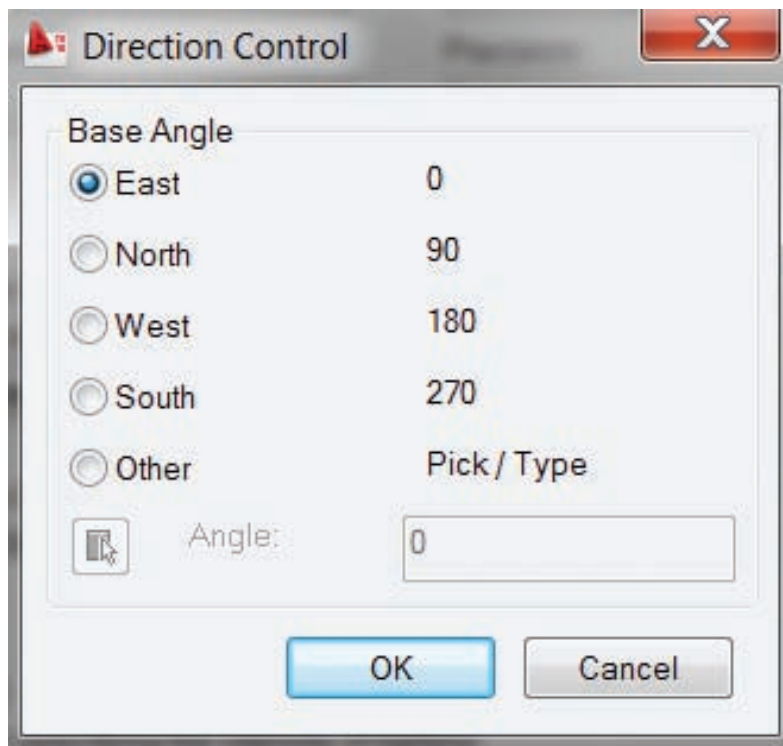 Direction Control
Base Angle
East 0
North 90
West 180
South 270
Other Pick / Type
Angle: 0
OK Cancel